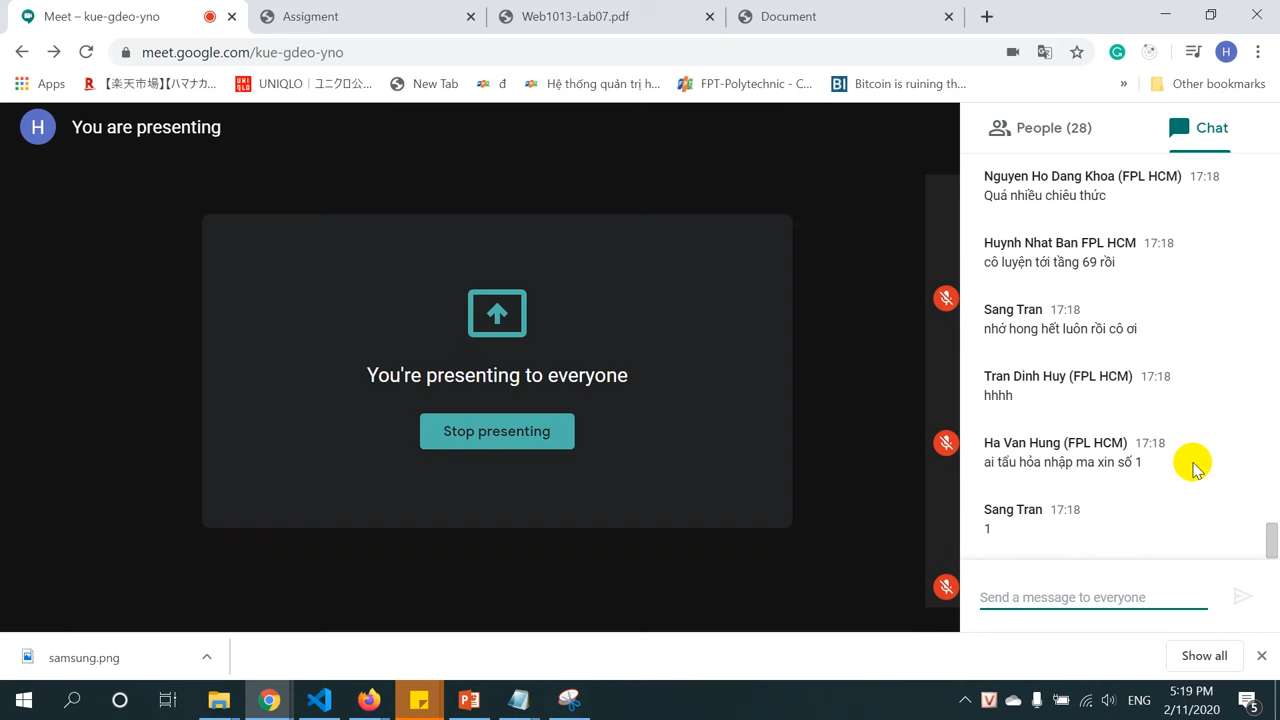 Meet – kue-gdeo-yno
Assigment
Web1013-Lab07.pdf
Document
meet.google.com/kue-gdeo-yno
H
Apps
R
【楽天市場】【ハマナカ...
UNIQLO | ユニクロ公...
New Tab
đ
Hệ thống quản trị h...
FPT-Polytechnic - C...
BI
Bitcoin is ruining th...
»
Other bookmarks
H
You are presenting
You're presenting to everyone
Stop presenting
People (28)
Chat
Nguyen Ho Dang Khoa (FPL HCM) 17:18
Quá nhiều chiêu thức
Huynh Nhat Ban FPL HCM 17:18
cô luyện tới tầng 69 rồi
Sang Tran 17:18
nhớ hong hết luôn rồi cô ơi
Tran Dinh Huy (FPL HCM) 17:18
hhhh
Ha Van Hung (FPL HCM) 17:18
ai tẩu hỏa nhập ma xin số 1
Sang Tran 17:18
1
Send a message to everyone
samsung.png
Show all
ENG
5:19 PM
2/11/2020
5